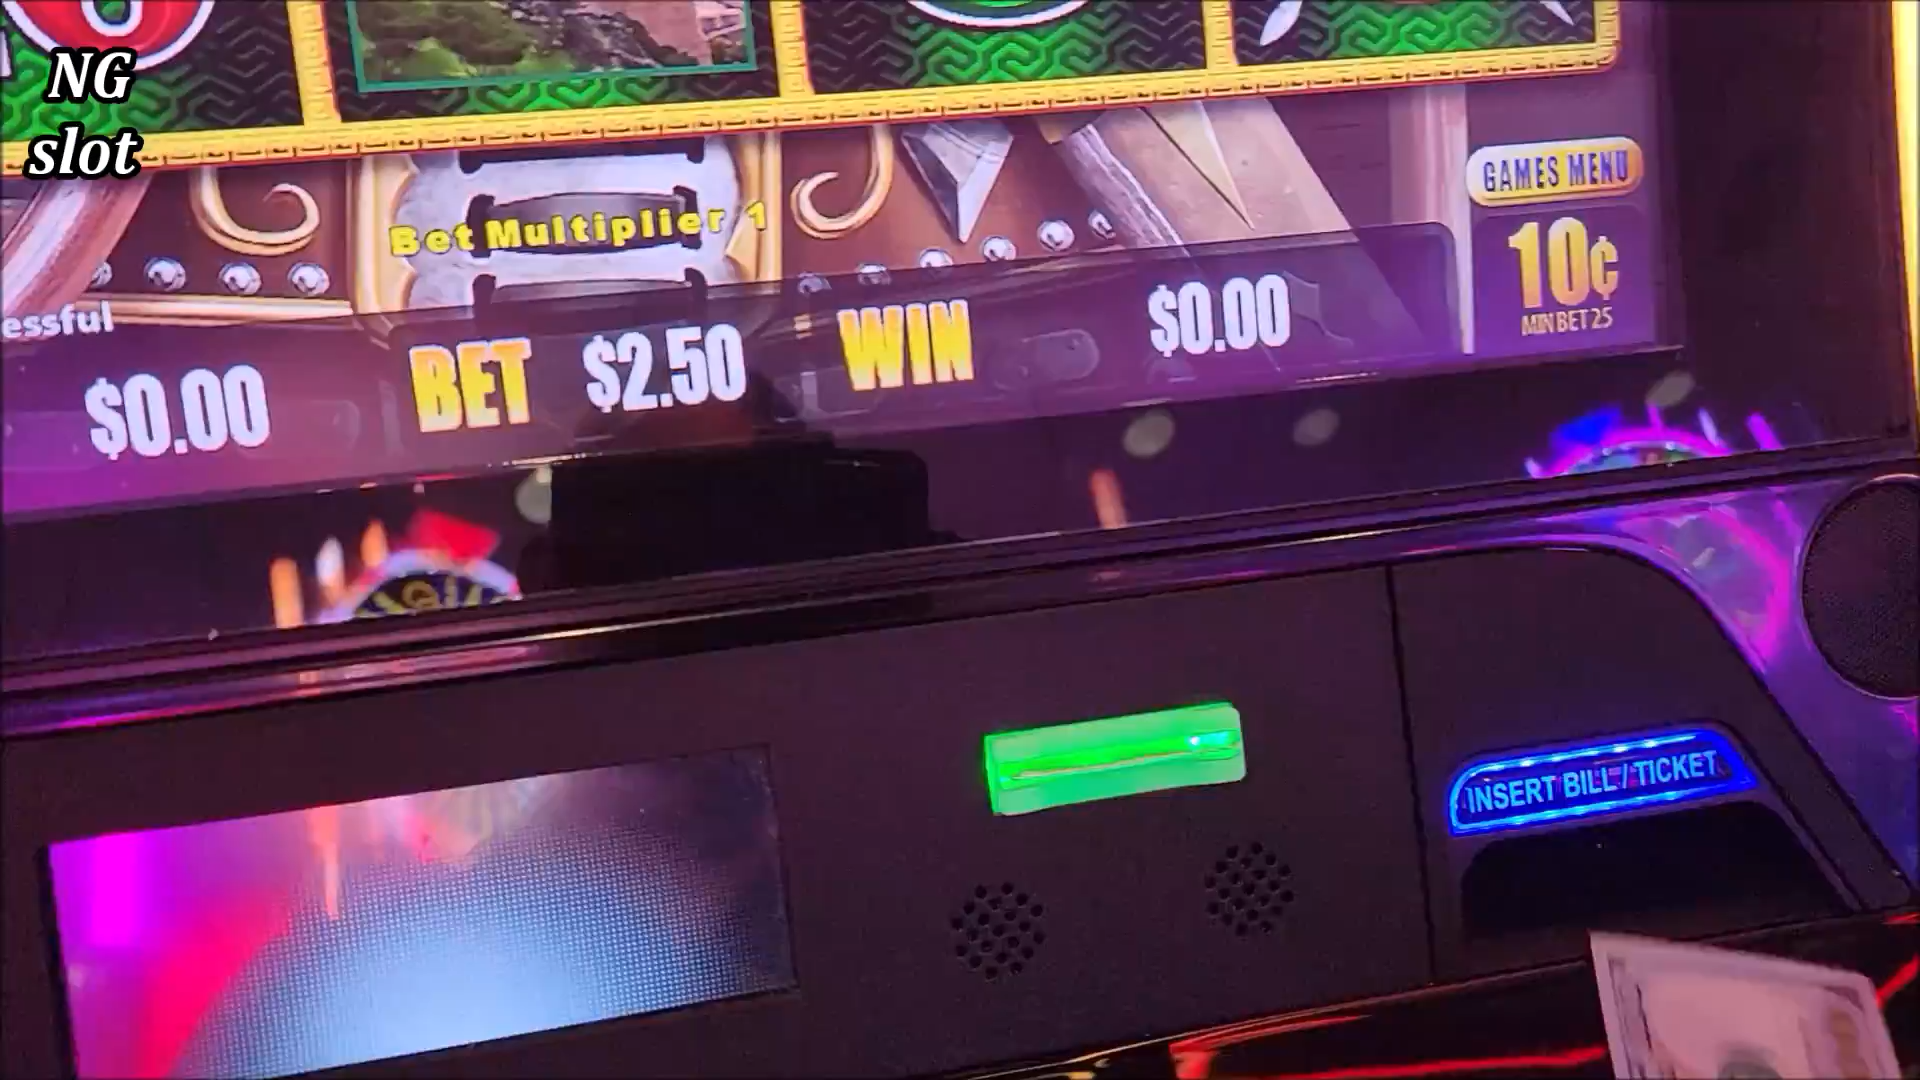 NG
slot
GAMES MENU
Bet Multiplier 1
10¢
MIN BET 25
essful
$0.00
BET $2.50
WIN $0.00
INSERT BILL / TICKET